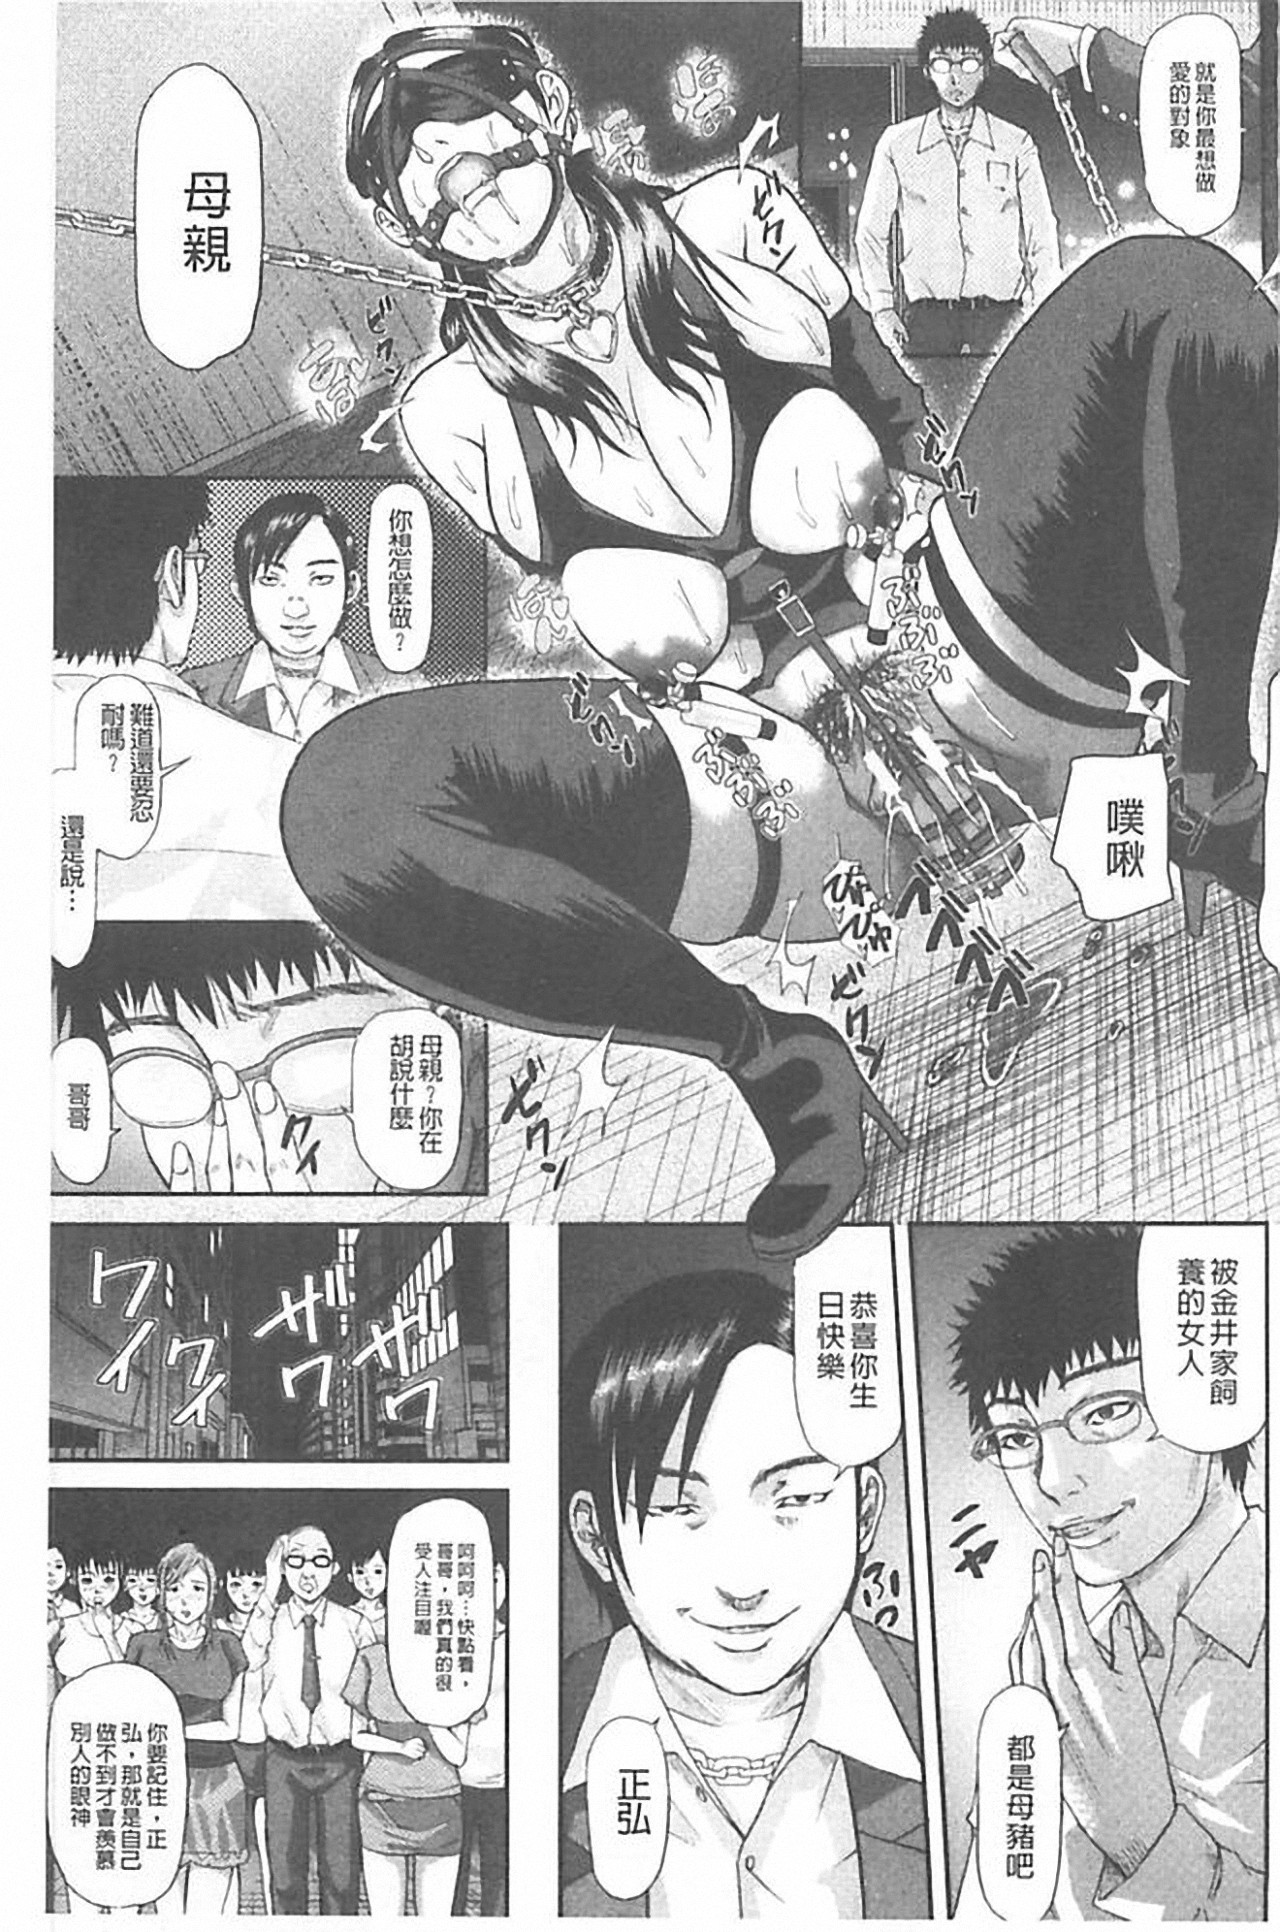 就是你最想做
愛的對象
母親
噗啾
你想怎麼做?
難道還要忍
耐嗎?
還是說…
母親?你在
胡說什麼
哥哥
被金井家飼
養的女人
都是母豬吧
恭喜你生
日快樂
正弘
ザワ
ザワ
ワイ
ワイ
呵呵呵…快點看,
哥哥,我們真的很
受人注目喔
你要記住,正
弘,那就是自己
做不到才會羨慕
別人的眼神